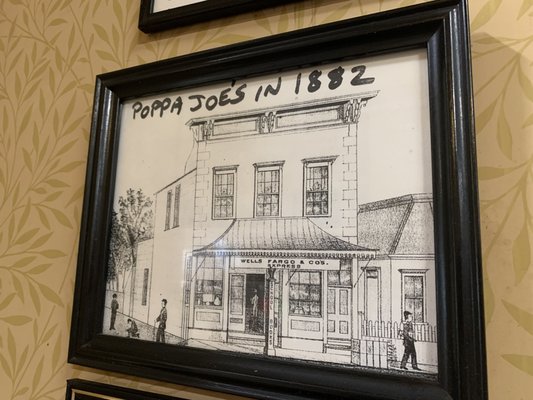 POPPA JOE'S IN 1882
WELLS FARGO & CO'S.
EXPRESS